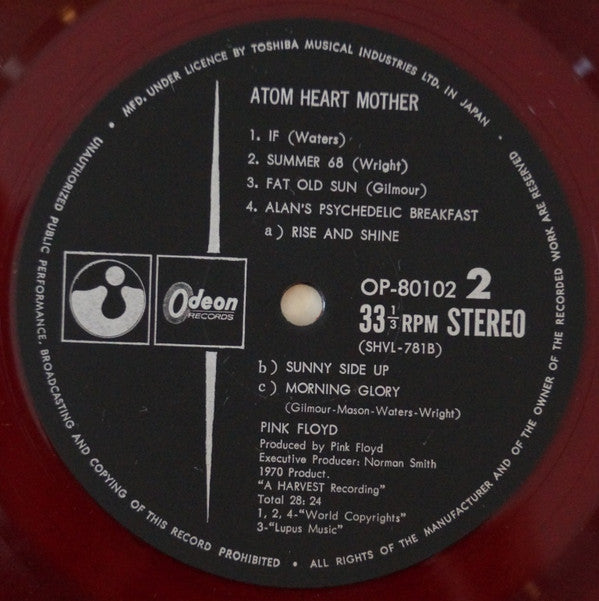 • MFD. UNDER LICENCE BY TOSHIBA MUSICAL INDUSTRIES LTD. IN JAPAN •
UNAUTHORIZED PUBLIC PERFORMANCE, BROADCASTING AND COPYING OF THIS RECORD PROHIBITED •
ALL RIGHTS OF THE MANUFACTURER AND OF THE OWNER OF THE RECORDED WORK ARE RESERVED
ATOM HEART MOTHER
1. IF (Waters)
2. SUMMER 68 (Wright)
3. FAT OLD SUN (Gilmour)
4. ALAN'S PSYCHEDELIC BREAKFAST
a) RISE AND SHINE
Odeon
RECORDS
OP-80102 2
33 1/3 RPM STEREO
(SHVL-781B)
b) SUNNY SIDE UP
c) MORNING GLORY
(Gilmour-Mason-Waters-Wright)
PINK FLOYD
Produced by Pink Floyd
Executive Producer: Norman Smith
1970 Product.
"A HARVEST Recording"
Total 28: 24
1, 2, 4-"World Copyrights"
3-"Lupus Music"